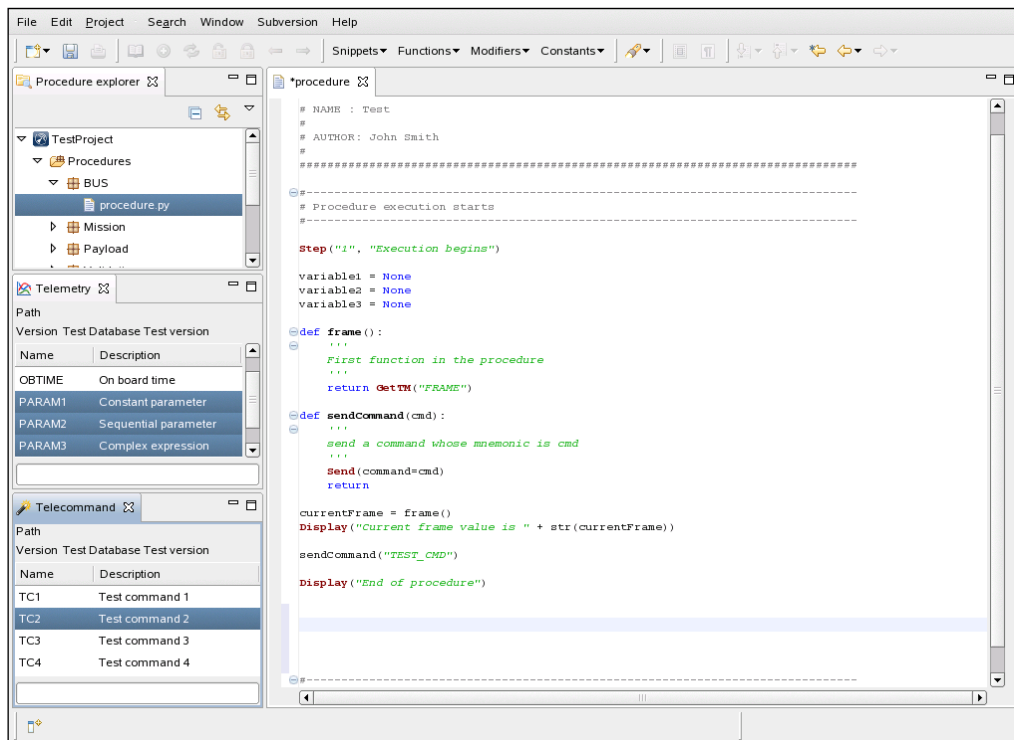 File Edit Project Search Window Subversion Help
Snippets Functions Modifiers Constants
Procedure explorer
TestProject
Procedures
BUS
procedure.py
Mission
Payload
Telemetry
Path
Version Test Database Test version
Name Description
OBTIME On board time
PARAM1 Constant parameter
PARAM2 Sequential parameter
PARAM3 Complex expression
Telecommand
Path
Version Test Database Test version
Name Description
TC1 Test command 1
TC2 Test command 2
TC3 Test command 3
TC4 Test command 4
*procedure
# NAME : Test
#
# AUTHOR: John Smith
#
################################################################################
#-------------------------------------------------------------------------------
# Procedure execution starts
#-------------------------------------------------------------------------------
Step("1", "Execution begins")
variable1 = None
variable2 = None
variable3 = None
def frame():
'''
First function in the procedure
'''
return GetTM("FRAME")
def sendCommand(cmd):
'''
send a command whose mnemonic is cmd
'''
Send(command=cmd)
return
currentFrame = frame()
Display("Current frame value is " + str(currentFrame))
sendCommand("TEST_CMD")
Display("End of procedure")
#-------------------------------------------------------------------------------